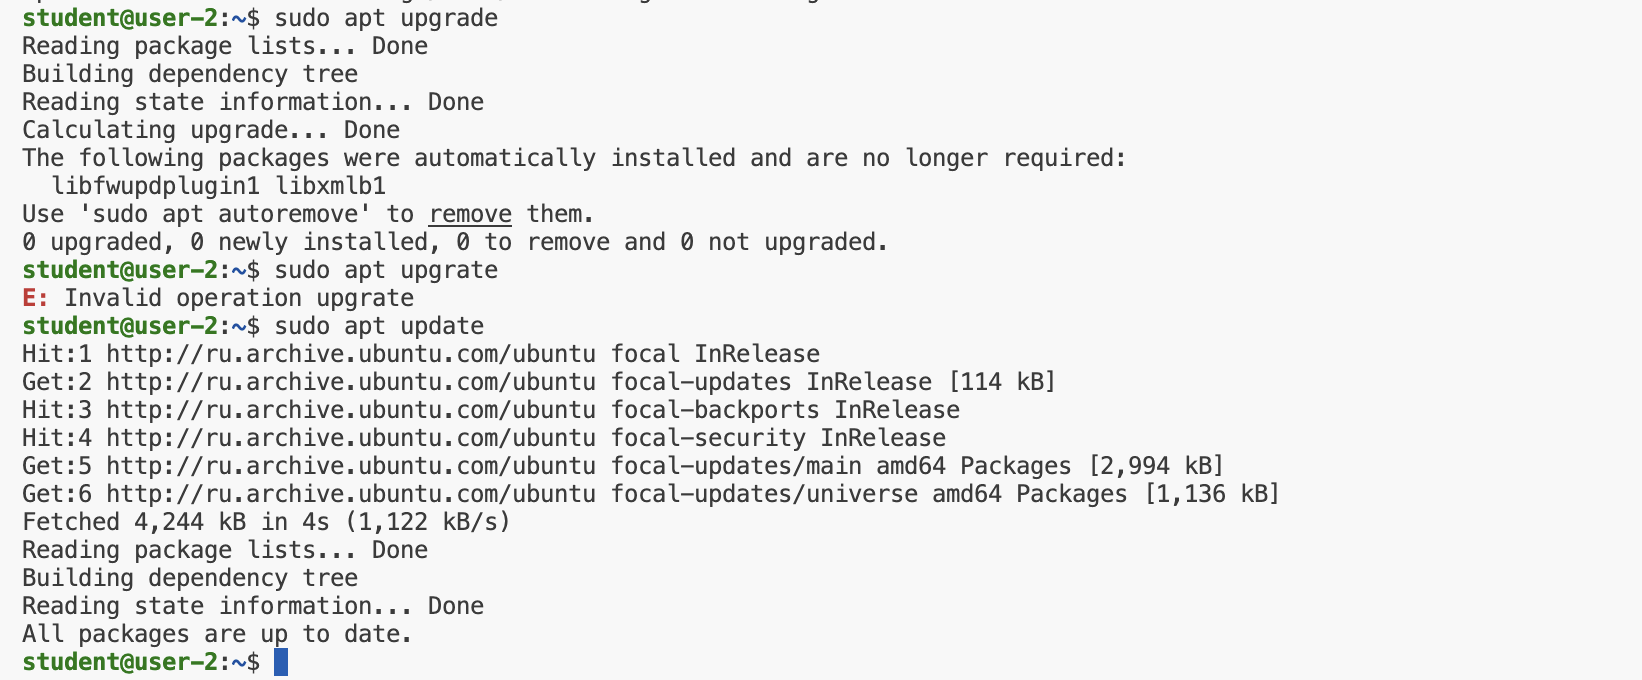 student@user-2:~$ sudo apt upgrade
Reading package lists... Done
Building dependency tree
Reading state information... Done
Calculating upgrade... Done
The following packages were automatically installed and are no longer required:
  libfwupdplugin1 libxmlb1
Use 'sudo apt autoremove' to remove them.
0 upgraded, 0 newly installed, 0 to remove and 0 not upgraded.
student@user-2:~$ sudo apt upgrate
E: Invalid operation upgrate
student@user-2:~$ sudo apt update
Hit:1 http://ru.archive.ubuntu.com/ubuntu focal InRelease
Get:2 http://ru.archive.ubuntu.com/ubuntu focal-updates InRelease [114 kB]
Hit:3 http://ru.archive.ubuntu.com/ubuntu focal-backports InRelease
Hit:4 http://ru.archive.ubuntu.com/ubuntu focal-security InRelease
Get:5 http://ru.archive.ubuntu.com/ubuntu focal-updates/main amd64 Packages [2,994 kB]
Get:6 http://ru.archive.ubuntu.com/ubuntu focal-updates/universe amd64 Packages [1,136 kB]
Fetched 4,244 kB in 4s (1,122 kB/s)
Reading package lists... Done
Building dependency tree
Reading state information... Done
All packages are up to date.
student@user-2:~$